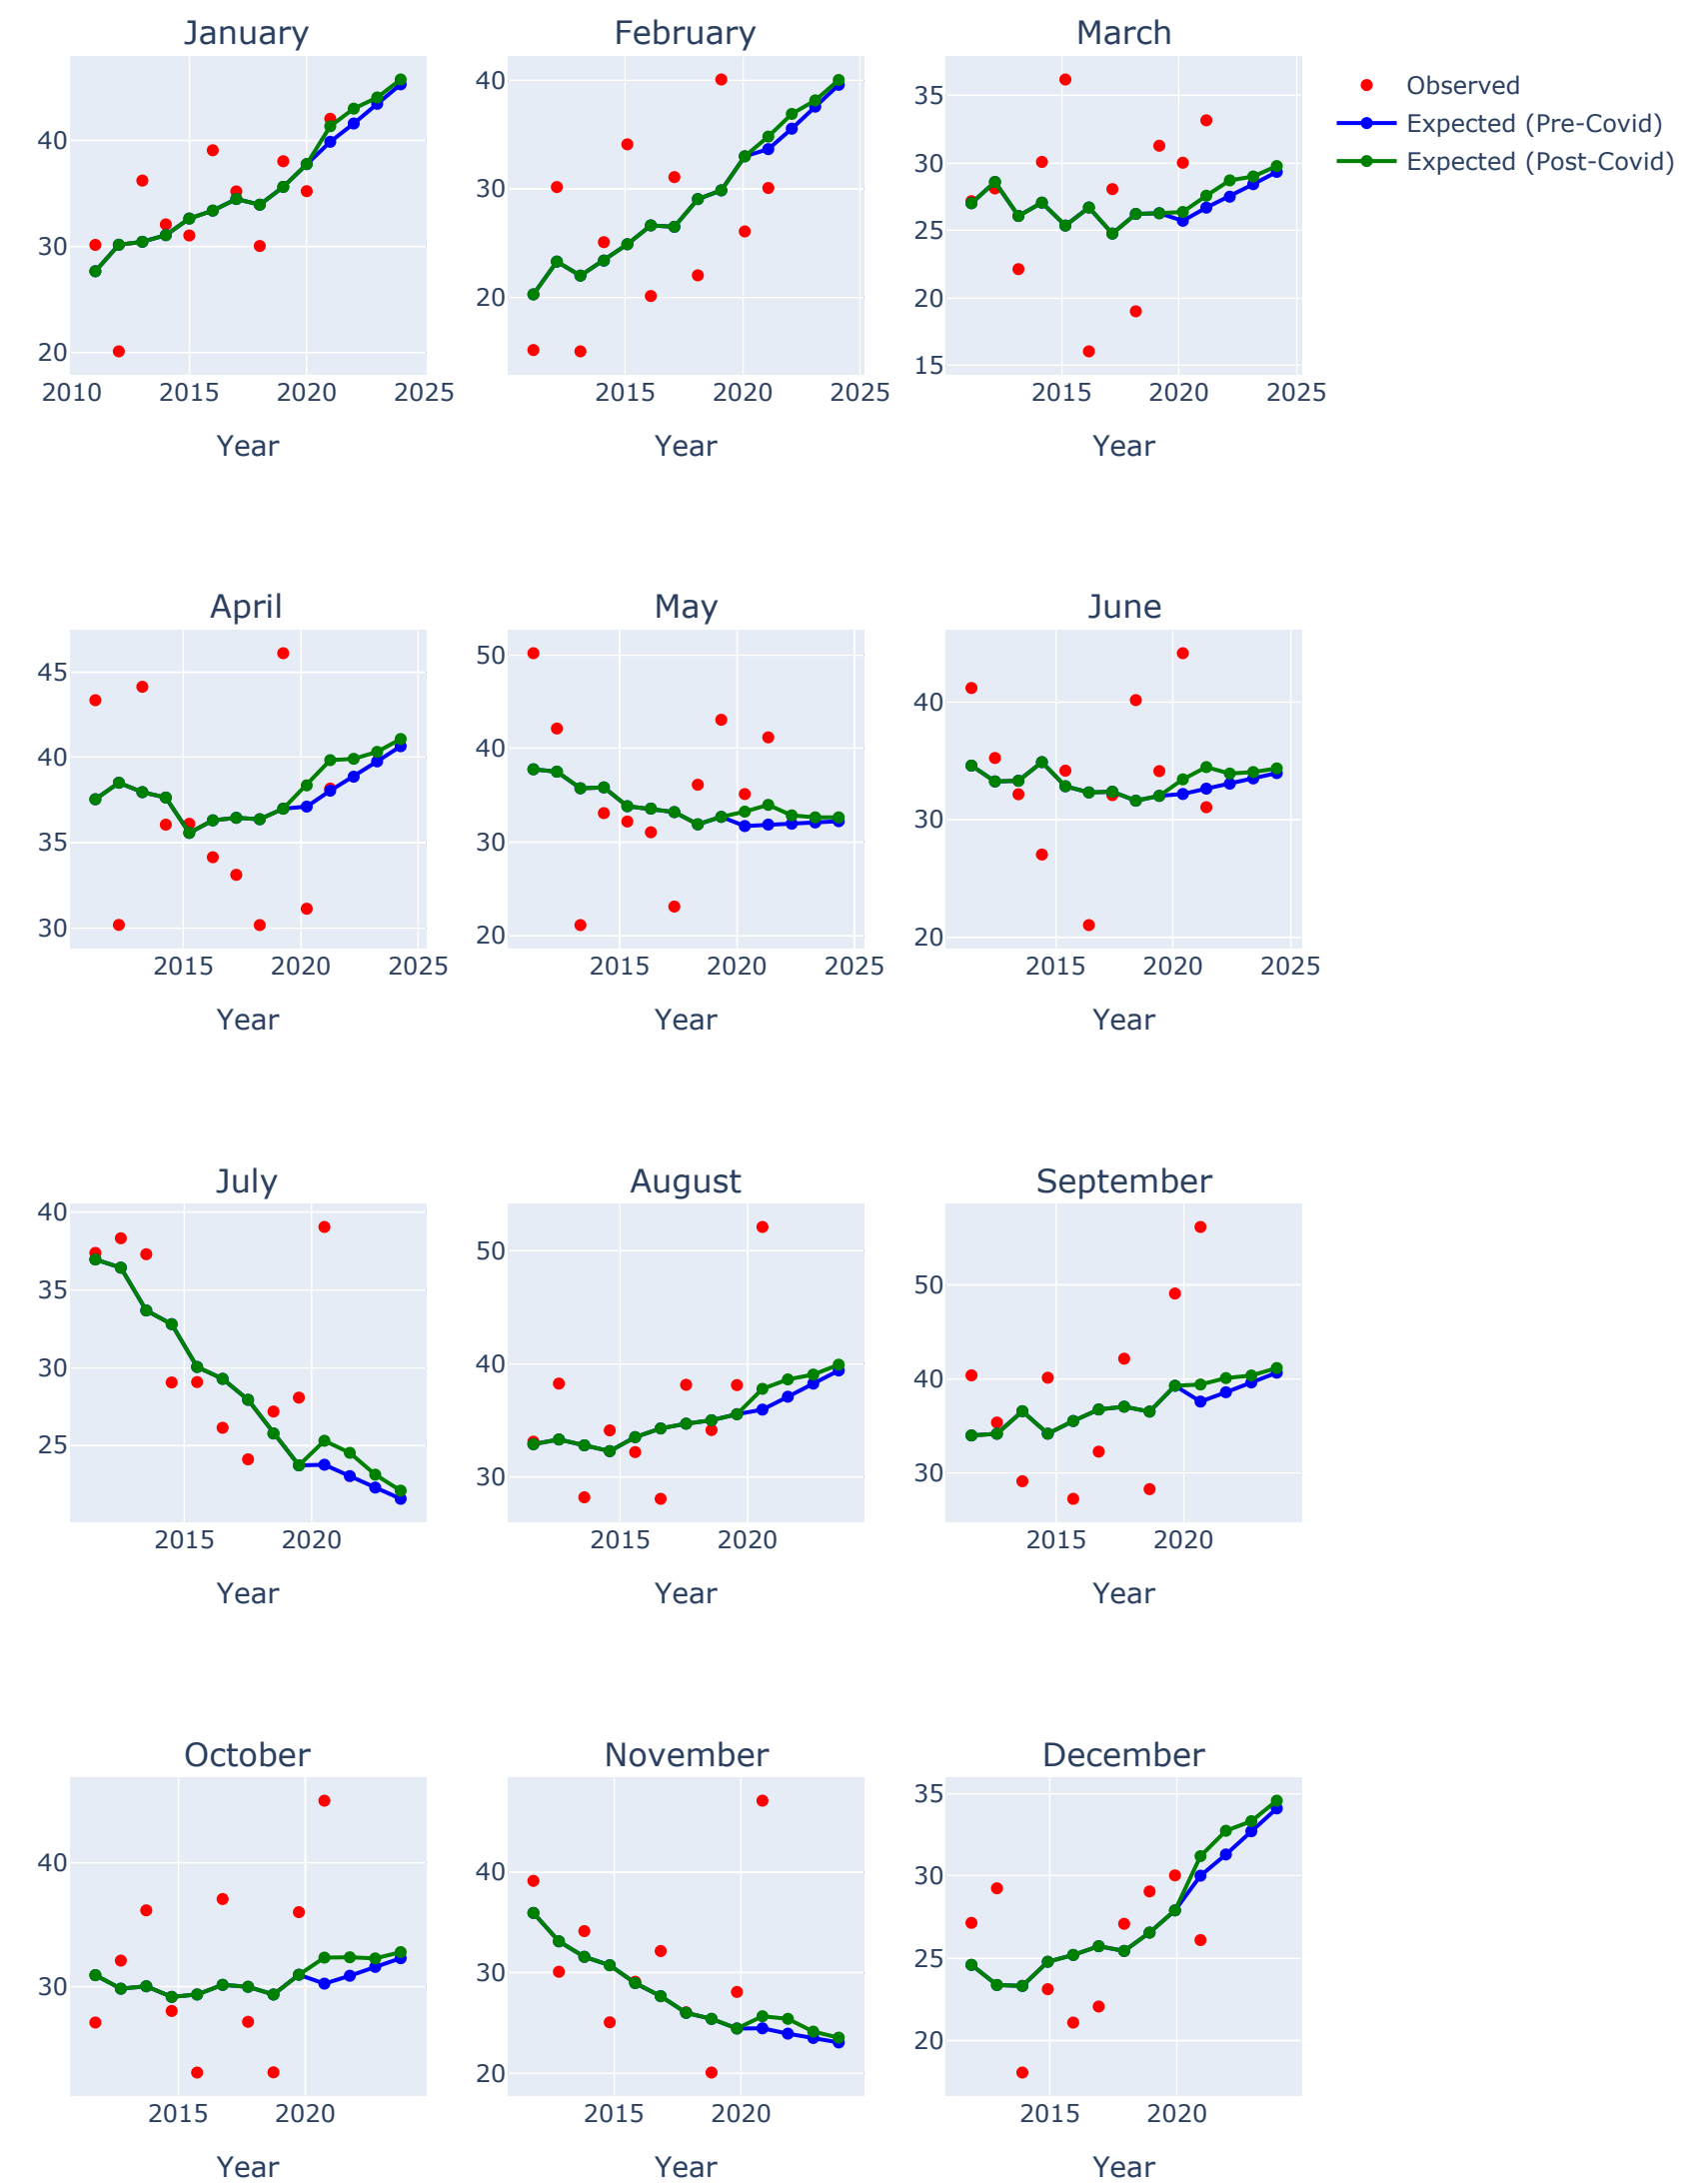 January
February
March
Observed
Expected (Pre-Covid)
Expected (Post-Covid)
40
30
20
2010 2015 2020 2025
Year
40
30
20
2015 2020 2025
Year
35
30
25
20
15
2015 2020 2025
Year
April
May
June
45
40
35
30
2015 2020 2025
Year
50
40
30
20
2015 2020 2025
Year
40
30
20
2015 2020 2025
Year
July
August
September
40
35
30
25
2015 2020
Year
50
40
30
2015 2020
Year
50
40
30
2015 2020
Year
October
November
December
40
30
2015 2020
Year
40
30
20
2015 2020
Year
35
30
25
20
2015 2020
Year